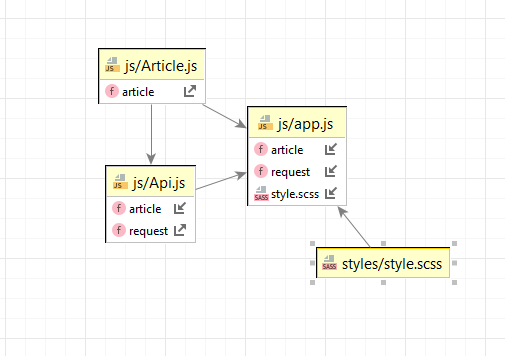 JS js/Article.js
f article
JS js/app.js
f article
f request
SASS style.scss
JS js/Api.js
f article
f request
SASS styles/style.scss